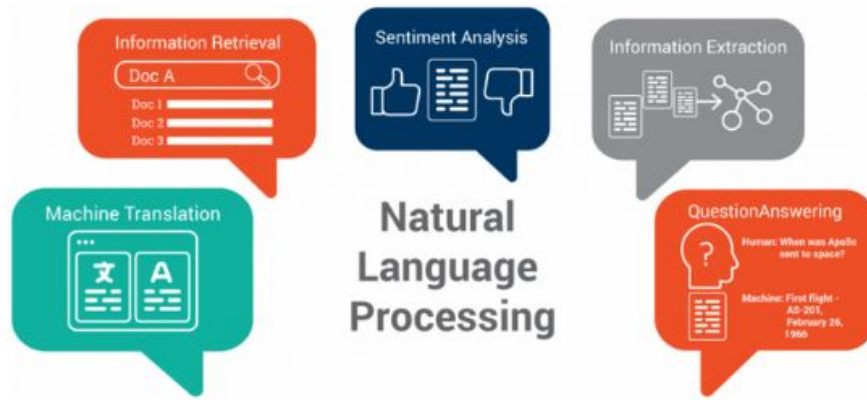 Information Retrieval
Doc A
Doc 1
Doc 2
Doc 3
Sentiment Analysis
Information Extraction
Machine Translation
文
A
Natural
Language
Processing
QuestionAnswering
?
Human: When was Apollo
sent to space?
Machine: First flight -
AS-201,
February 26,
1966